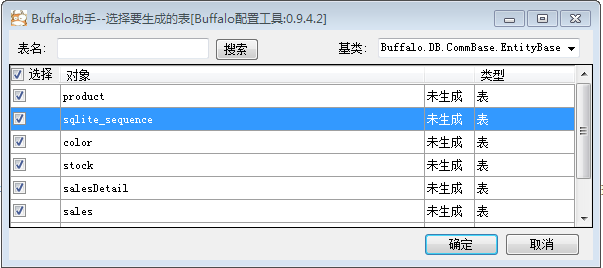 Buffalo助手--选择要生成的表[Buffalo配置工具:0.9.4.2]
表名: 搜索 基类: Buffalo.DB.CommBase.EntityBase
选择 对象 类型
product 未生成 表
sqlite_sequence 未生成 表
color 未生成 表
stock 未生成 表
salesDetail 未生成 表
sales 未生成 表
确定 取消